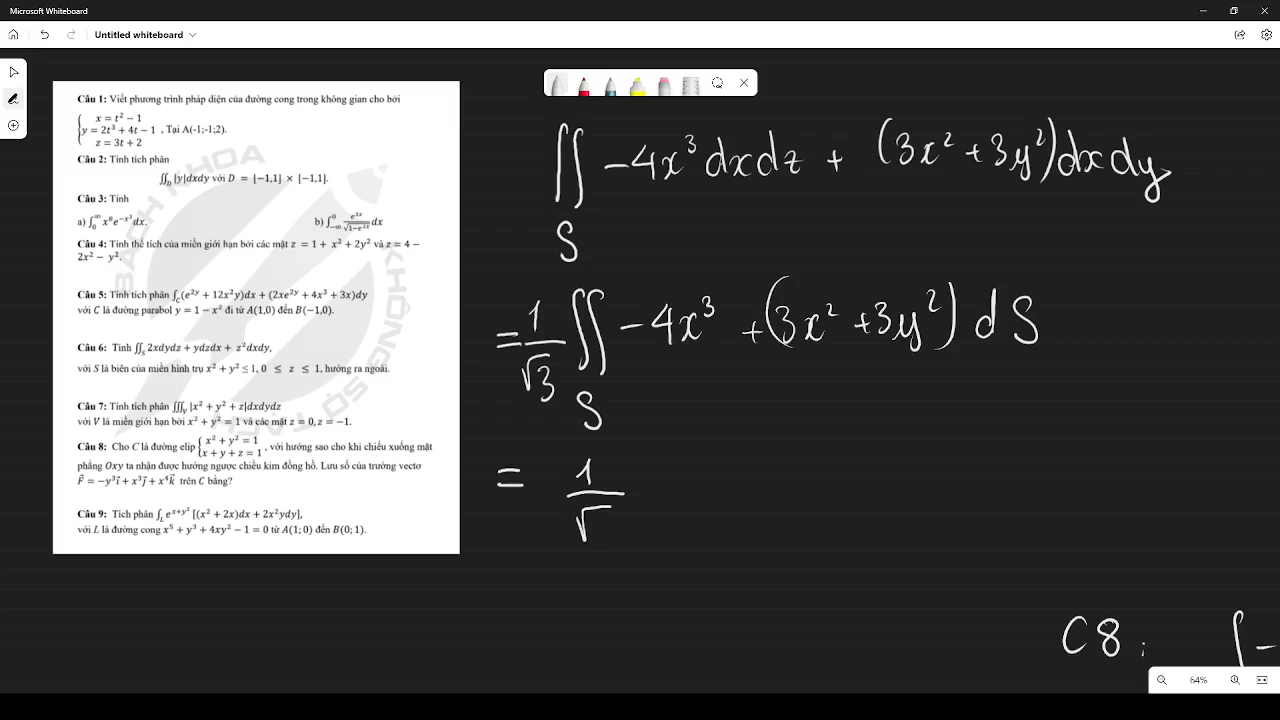 Microsoft Whiteboard
Untitled whiteboard
Câu 1: Viết phương trình pháp diện của đường cong trong không gian cho bởi
x = t² − 1
y = 2t³ + 4t − 1 , Tại A(-1;-1;2).
z = 3t + 2
Câu 2: Tính tích phân
∬_D |y|dxdy với D = [−1,1] × [−1,1].
Câu 3: Tính
a) ∫₀^∞ x⁸e^{−x³}dx. b) ∫_{−∞}^0 e^{3x}/√(1−e^{2x}) dx
Câu 4: Tính thể tích của miền giới hạn bởi các mặt z = 1 + x² + 2y² và z = 4 −
2x² − y².
Câu 5: Tính tích phân ∫_C(e^{2y} + 12x²y)dx + (2xe^{2y} + 4x³ + 3x)dy
với C là đường parabol y = 1 − x² đi từ A(1,0) đến B(−1,0).
Câu 6: Tính ∬_S 2xdydz + ydzdx + z²dxdy,
với S là biên của miền hình trụ x² + y² ≤ 1, 0 ≤ z ≤ 1, hướng ra ngoài.
Câu 7: Tính tích phân ∭_V |x² + y² + z|dxdydz
với V là miền giới hạn bởi x² + y² = 1 và các mặt z = 0, z = −1.
Câu 8: Cho C là đường elip { x² + y² = 1
x + y + z = 1 , với hướng sao cho khi chiếu xuống mặt
phẳng Oxy ta nhận được hướng ngược chiều kim đồng hồ. Lưu số của trường vectơ
F⃗ = −y³i⃗ + x³j⃗ + x⁴k⃗ trên C bằng?
Câu 9: Tích phân ∫_L e^{x+y²} [(x² + 2x)dx + 2x²ydy],
với L là đường cong x⁵ + y³ + 4xy² − 1 = 0 từ A(1; 0) đến B(0; 1).
BÁCH KHOA
KHÔNG
∬_S −4x³ dxdz + (3x² + 3y²)dxdy
= 1/√3 ∬_S −4x³ + (3x² + 3y²) dS
= 1/√
C8 : ∫ −
64%